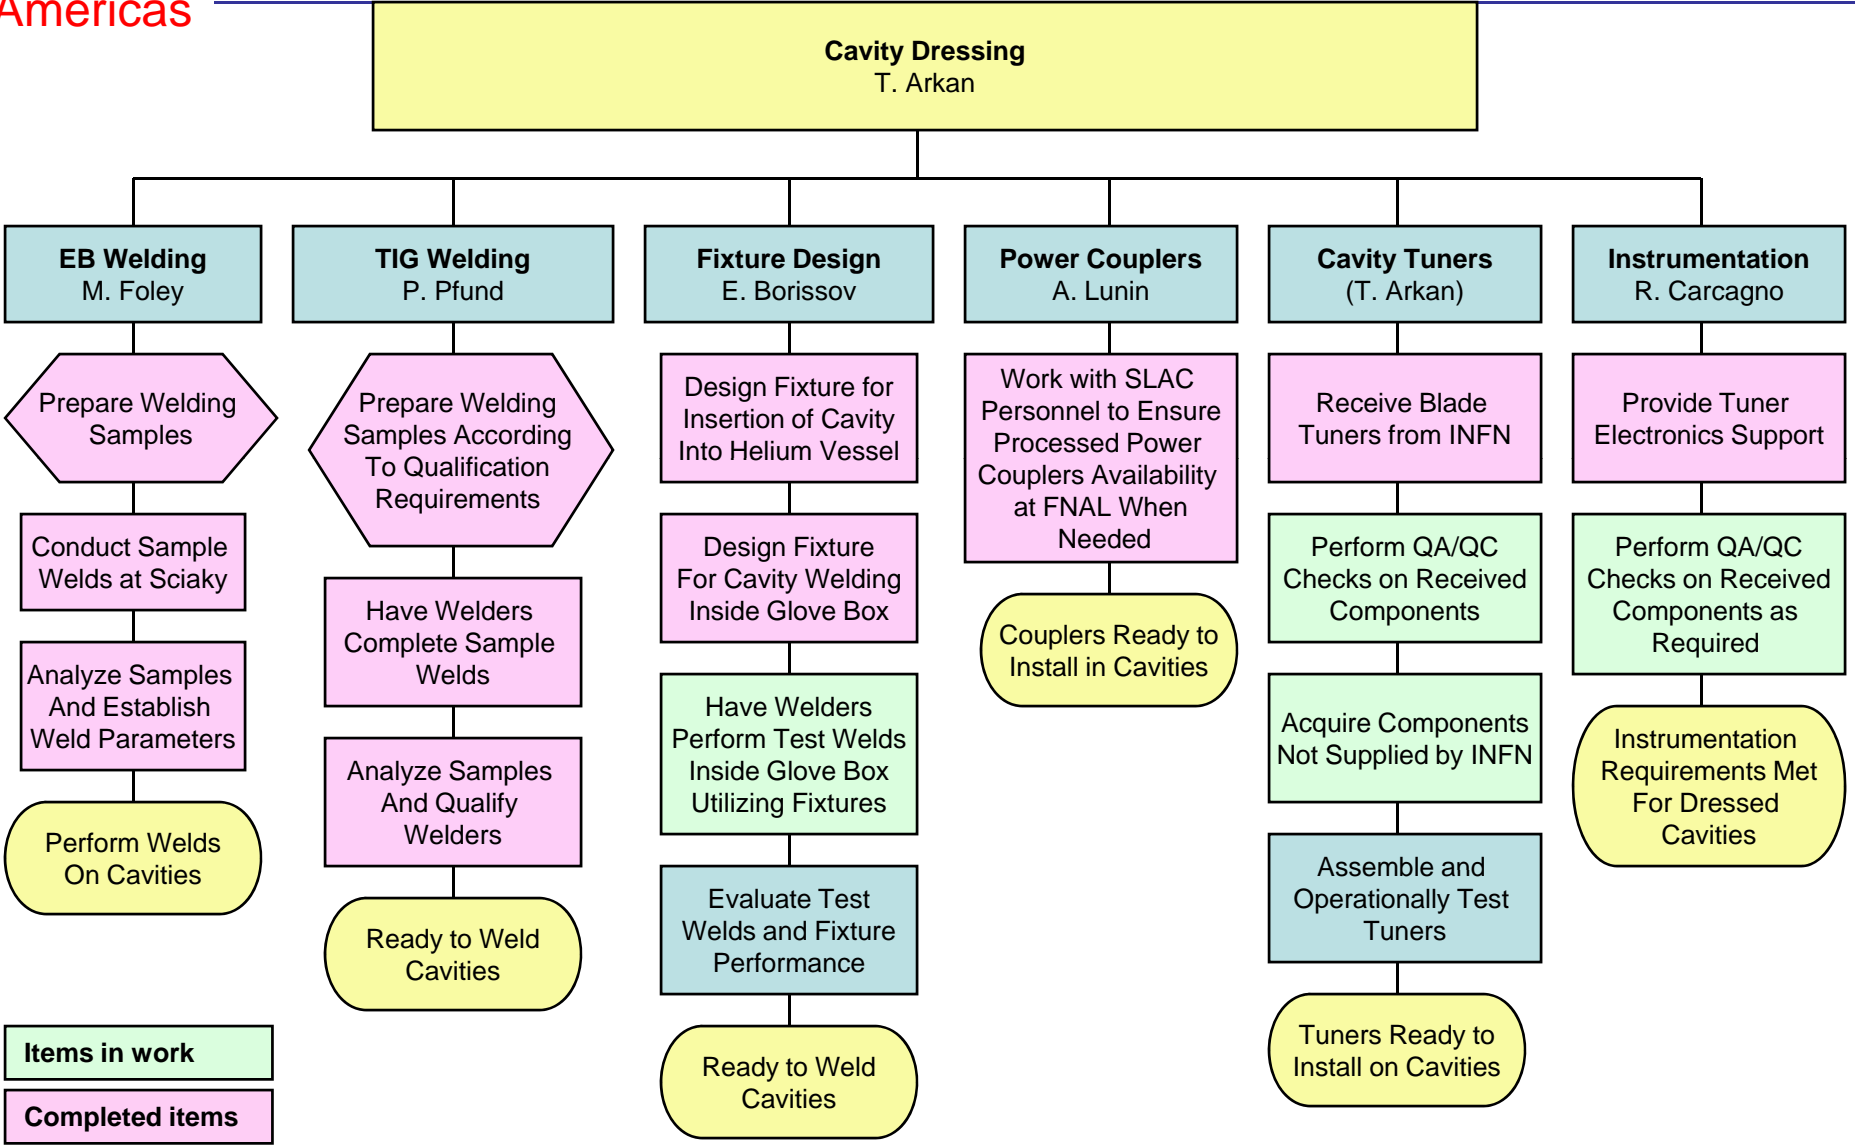 Americas
Cavity Dressing
T. Arkan
EB Welding
M. Foley
Prepare Welding
Samples
Conduct Sample
Welds at Sciaky
Analyze Samples
And Establish
Weld Parameters
Perform Welds
On Cavities
TIG Welding
P. Pfund
Prepare Welding
Samples According
To Qualification
Requirements
Have Welders
Complete Sample
Welds
Analyze Samples
And Qualify
Welders
Ready to Weld
Cavities
Fixture Design
E. Borissov
Design Fixture for
Insertion of Cavity
Into Helium Vessel
Design Fixture
For Cavity Welding
Inside Glove Box
Have Welders
Perform Test Welds
Inside Glove Box
Utilizing Fixtures
Evaluate Test
Welds and Fixture
Performance
Ready to Weld
Cavities
Power Couplers
A. Lunin
Work with SLAC
Personnel to Ensure
Processed Power
Couplers Availability
at FNAL When
Needed
Couplers Ready to
Install in Cavities
Cavity Tuners
(T. Arkan)
Receive Blade
Tuners from INFN
Perform QA/QC
Checks on Received
Components
Acquire Components
Not Supplied by INFN
Assemble and
Operationally Test
Tuners
Tuners Ready to
Install on Cavities
Instrumentation
R. Carcagno
Provide Tuner
Electronics Support
Perform QA/QC
Checks on Received
Components as
Required
Instrumentation
Requirements Met
For Dressed
Cavities
Items in work
Completed items